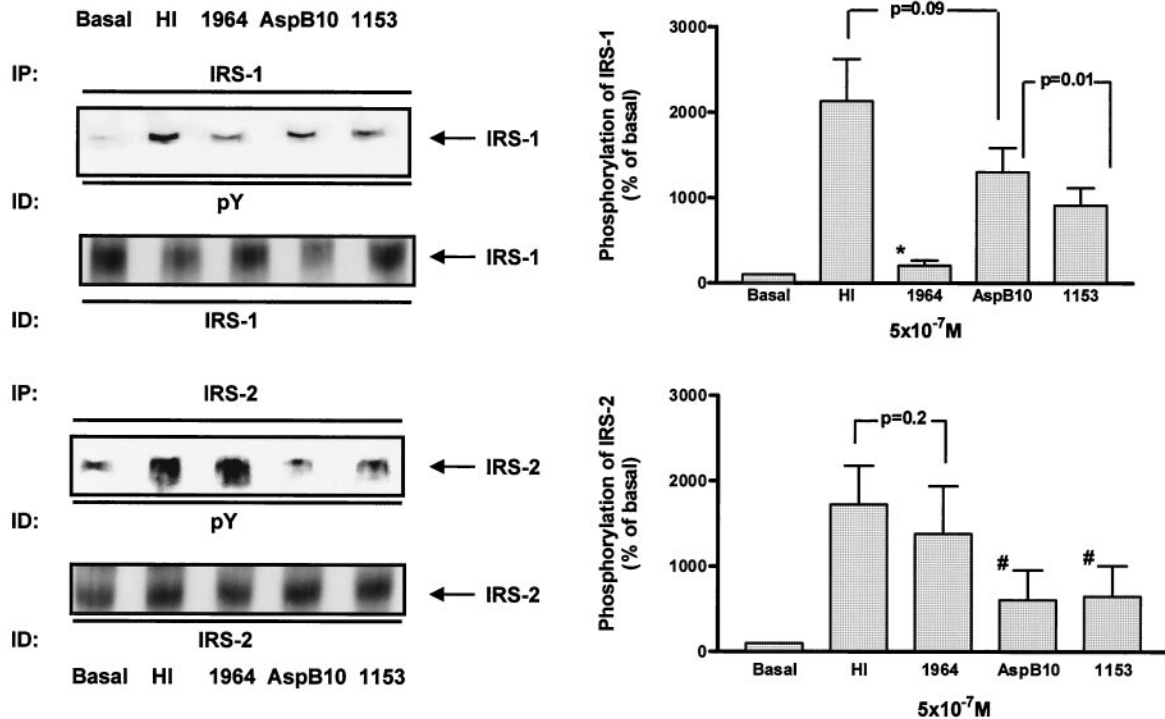 Basal HI 1964 AspB10 1153
IP: IRS-1
IRS-1
ID: pY
IRS-1
ID: IRS-1
IP: IRS-2
IRS-2
ID: pY
IRS-2
ID: IRS-2
Basal HI 1964 AspB10 1153
Phosphorylation of IRS-1
(% of basal)
3000
2000
1000
0
p=0.09
p=0.01
*
Basal HI 1964 AspB10 1153
5x10⁻⁷M
Phosphorylation of IRS-2
(% of basal)
3000
2000
1000
0
p=0.2
# #
Basal HI 1964 AspB10 1153
5x10⁻⁷M